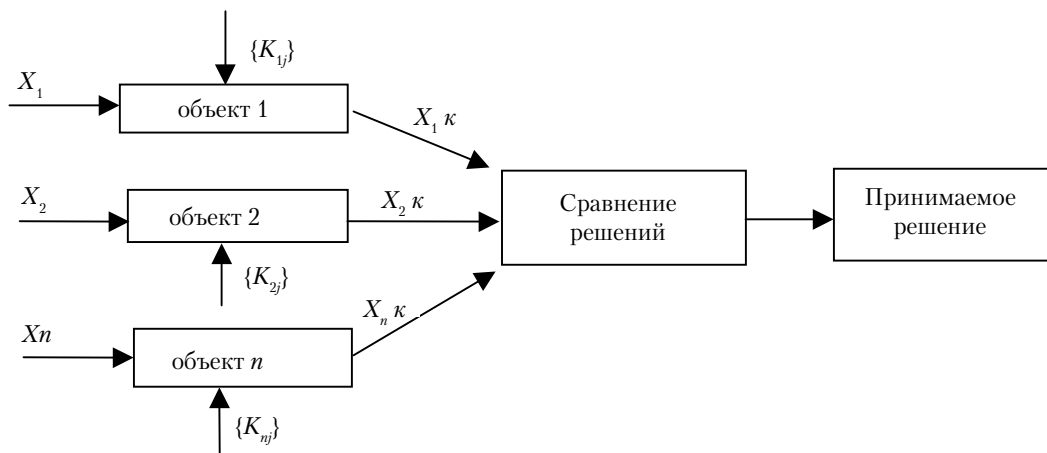 {K₁ⱼ}
X₁
объект 1
X₁ к
X₂
объект 2
X₂ к
Сравнение
решений
Принимаемое
решение
{K₂ⱼ}
Xn
объект n
Xₙ к
{Kₙⱼ}